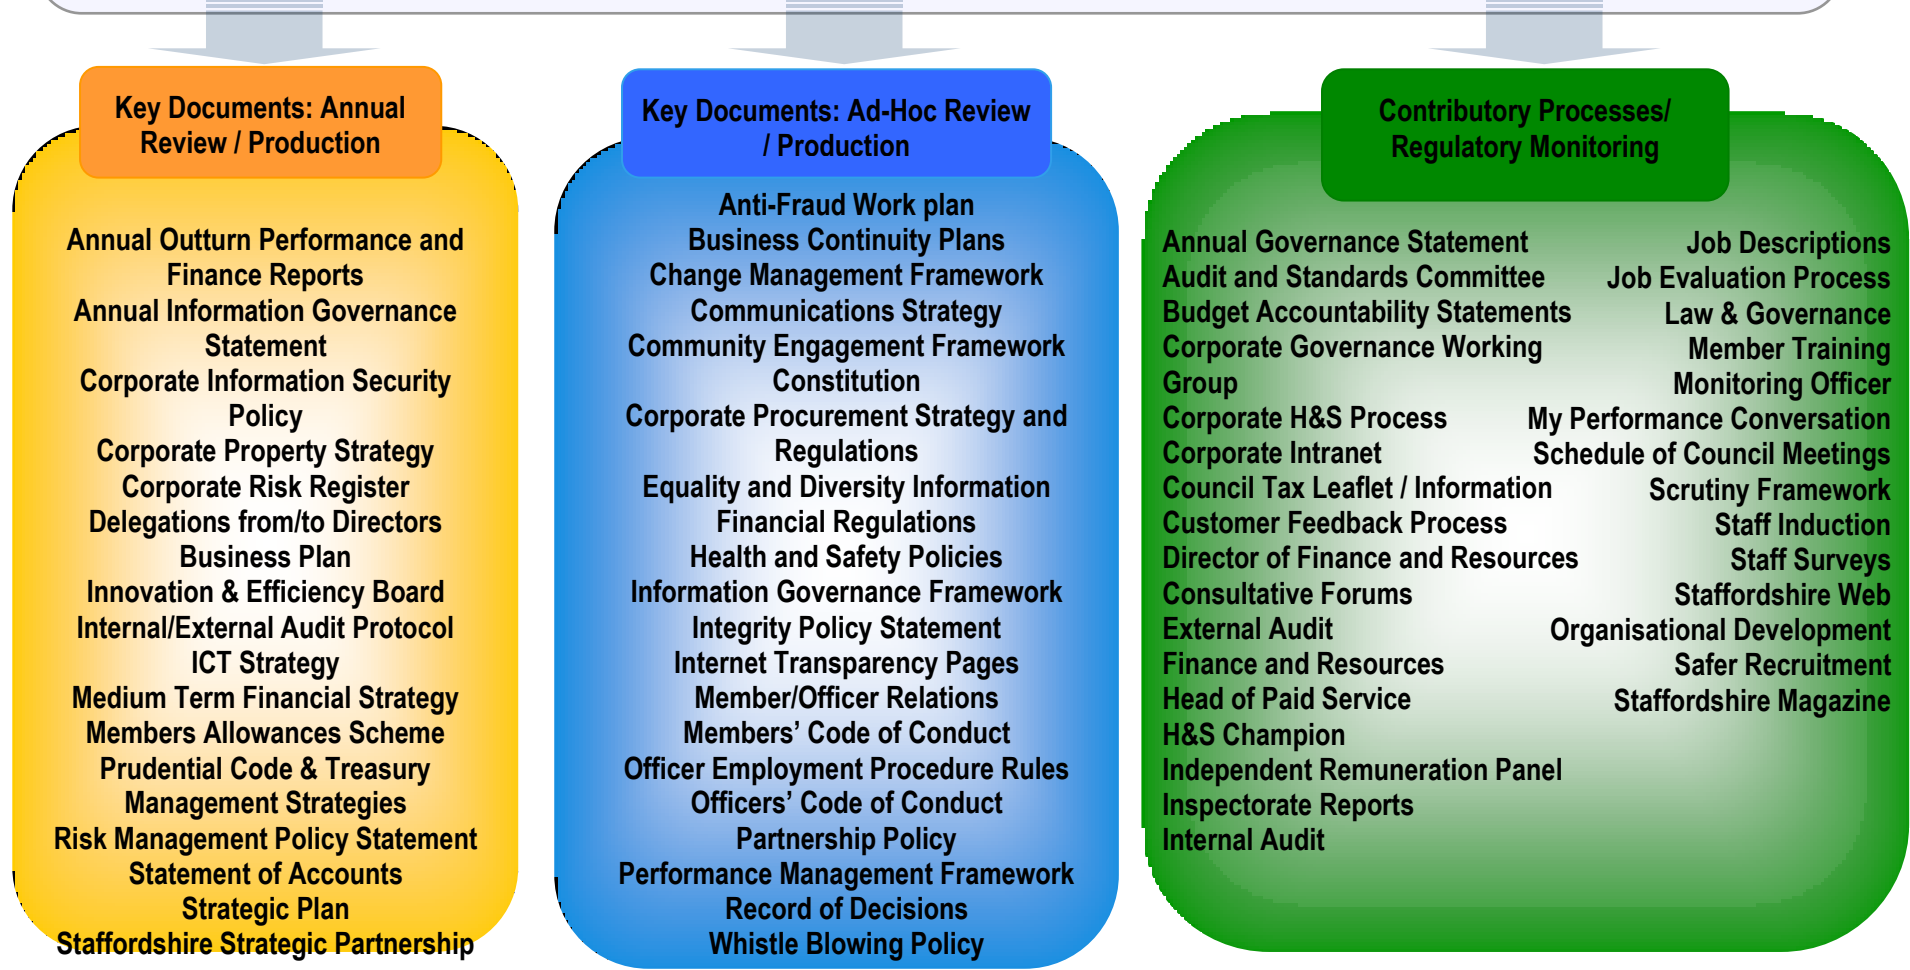 Key Documents: Annual
Review / Production
Annual Outturn Performance and
Finance Reports
Annual Information Governance
Statement
Corporate Information Security
Policy
Corporate Property Strategy
Corporate Risk Register
Delegations from/to Directors
Business Plan
Innovation & Efficiency Board
Internal/External Audit Protocol
ICT Strategy
Medium Term Financial Strategy
Members Allowances Scheme
Prudential Code & Treasury
Management Strategies
Risk Management Policy Statement
Statement of Accounts
Strategic Plan
Staffordshire Strategic Partnership
Key Documents: Ad-Hoc Review
/ Production
Anti-Fraud Work plan
Business Continuity Plans
Change Management Framework
Communications Strategy
Community Engagement Framework
Constitution
Corporate Procurement Strategy and
Regulations
Equality and Diversity Information
Financial Regulations
Health and Safety Policies
Information Governance Framework
Integrity Policy Statement
Internet Transparency Pages
Member/Officer Relations
Members’ Code of Conduct
Officer Employment Procedure Rules
Officers’ Code of Conduct
Partnership Policy
Performance Management Framework
Record of Decisions
Whistle Blowing Policy
Contributory Processes/
Regulatory Monitoring
Annual Governance Statement
Audit and Standards Committee
Budget Accountability Statements
Corporate Governance Working
Group
Corporate H&S Process
Corporate Intranet
Council Tax Leaflet / Information
Customer Feedback Process
Director of Finance and Resources
Consultative Forums
External Audit
Finance and Resources
Head of Paid Service
H&S Champion
Independent Remuneration Panel
Inspectorate Reports
Internal Audit
Job Descriptions
Job Evaluation Process
Law & Governance
Member Training
Monitoring Officer
My Performance Conversation
Schedule of Council Meetings
Scrutiny Framework
Staff Induction
Staff Surveys
Staffordshire Web
Organisational Development
Safer Recruitment
Staffordshire Magazine